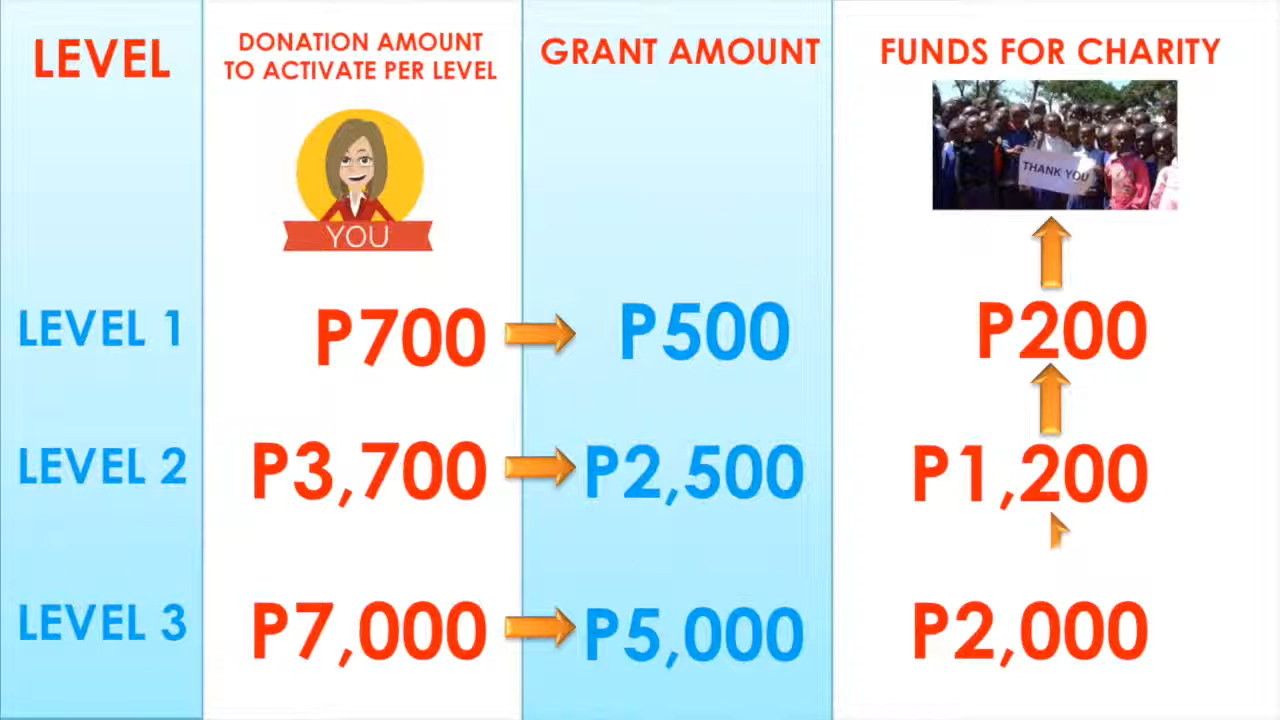 LEVEL
DONATION AMOUNT
TO ACTIVATE PER LEVEL
GRANT AMOUNT
FUNDS FOR CHARITY
YOU
THANK YOU
LEVEL 1
P700
P500
P200
LEVEL 2
P3,700
P2,500
P1,200
LEVEL 3
P7,000
P5,000
P2,000